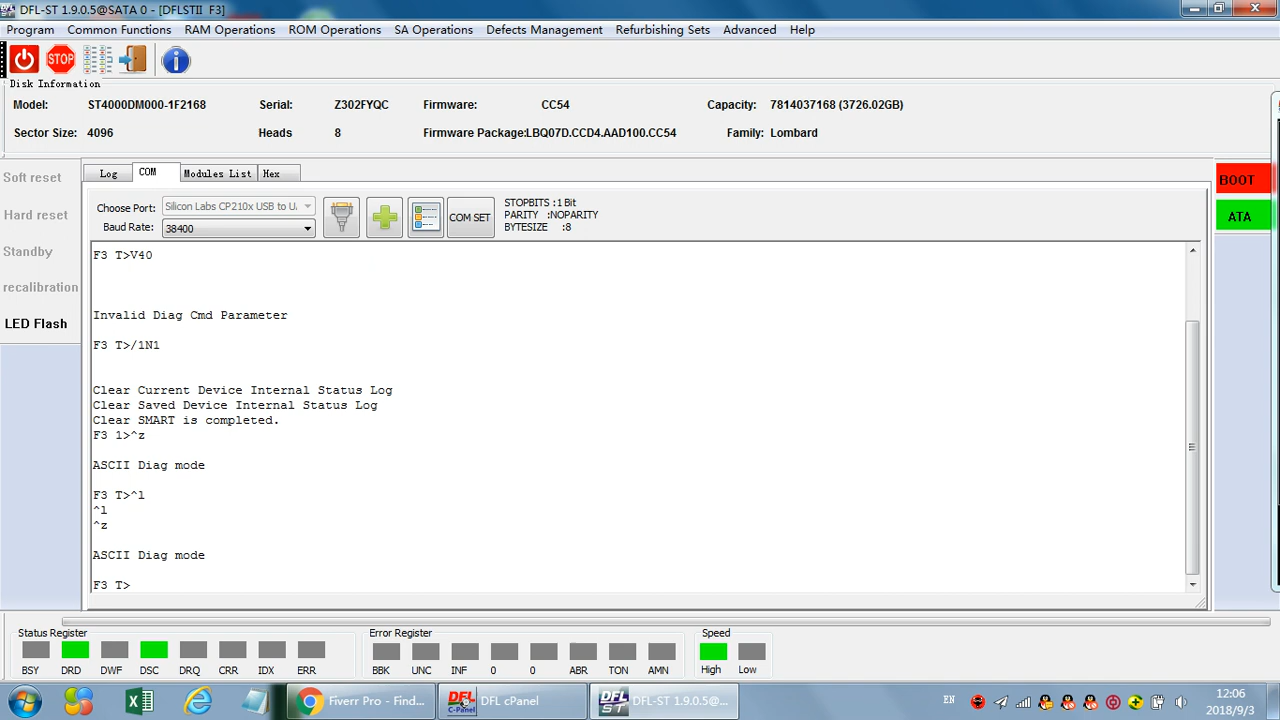 DFL-ST 1.9.0.5@SATA 0 - [DFLSTII F3]
Program Common Functions RAM Operations ROM Operations SA Operations Defects Management Refurbishing Sets Advanced Help
STOP
Disk Information
Model: ST4000DM000-1F2168 Serial: Z302FYQC Firmware: CC54 Capacity: 7814037168 (3726.02GB)
Sector Size: 4096 Heads 8 Firmware Package:LBQ07D.CCD4.AAD100.CC54 Family: Lombard
Soft reset
Hard reset
Standby
recalibration
LED Flash
Log COM Modules List Hex
Choose Port: Silicon Labs CP210x USB to U
Baud Rate: 38400
COM SET
STOPBITS :1 Bit
PARITY :NOPARITY
BYTESIZE :8
BOOT
ATA
F3 T>V40
Invalid Diag Cmd Parameter
F3 T>/1N1
Clear Current Device Internal Status Log
Clear Saved Device Internal Status Log
Clear SMART is completed.
F3 1>^z
ASCII Diag mode
F3 T>^l
^l
^z
ASCII Diag mode
F3 T>
Status Register Error Register Speed
BSY DRD DWF DSC DRQ CRR IDX ERR BBK UNC INF 0 0 ABR TON AMN High Low
Fiverr Pro - Find... DFL C-Panel DFL cPanel DFL ST DFL-ST 1.9.0.5@... EN 12:06
2018/9/3